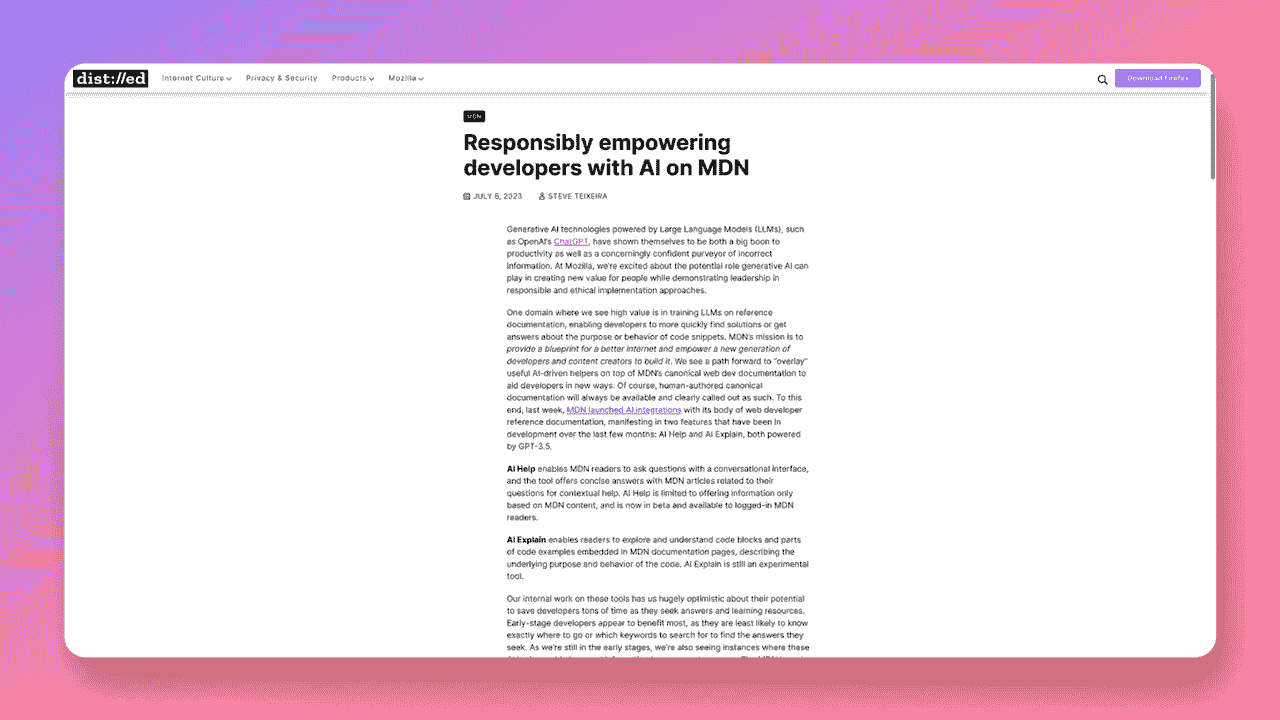 dist://ed Internet Culture Privacy & Security Products Mozilla Download Firefox
MDN
Responsibly empowering
developers with AI on MDN
JULY 6, 2023 STEVE TEIXEIRA
Generative AI technologies powered by Large Language Models (LLMs), such
as OpenAI's ChatGPT, have shown themselves to be both a big boon to
productivity as well as a concerningly confident purveyor of incorrect
information. At Mozilla, we're excited about the potential role generative AI can
play in creating new value for people while demonstrating leadership in
responsible and ethical implementation approaches.
One domain where we see high value is in training LLMs on reference
documentation, enabling developers to more quickly find solutions or get
answers about the purpose or behavior of code snippets. MDN's mission is to
provide a blueprint for a better internet and empower a new generation of
developers and content creators to build it. We see a path forward to "overlay"
useful AI-driven helpers on top of MDN's canonical web dev documentation to
aid developers in new ways. Of course, human-authored canonical
documentation will always be available and clearly called out as such. To this
end, last week, MDN launched AI integrations with its body of web developer
reference documentation, manifesting in two features that have been in
development over the last few months: AI Help and AI Explain, both powered
by GPT-3.5.
AI Help enables MDN readers to ask questions with a conversational interface,
and the tool offers concise answers with MDN articles related to their
questions for contextual help. AI Help is limited to offering information only
based on MDN content, and is now in beta and available to logged-in MDN
readers.
AI Explain enables readers to explore and understand code blocks and parts
of code examples embedded in MDN documentation pages, describing the
underlying purpose and behavior of the code. AI Explain is still an experimental
tool.
Our internal work on these tools has us hugely optimistic about their potential
to save developers tons of time as they seek answers and learning resources.
Early-stage developers appear to benefit most, as they are least likely to know
exactly where to go or which keywords to search for to find the answers they
seek. As we're still in the early stages, we're also seeing instances where these